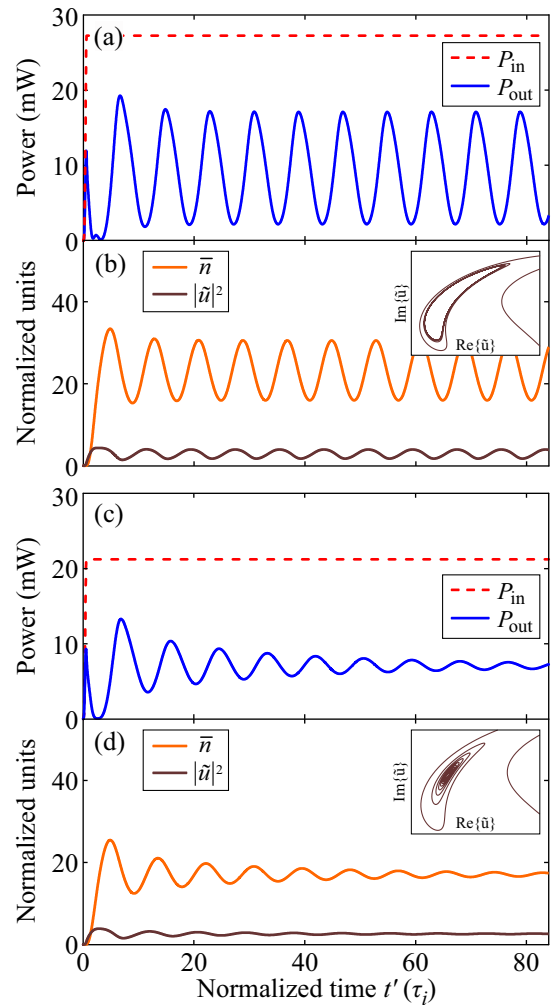 30
(a)
P_in
P_out
20
Power (mW)
10
0
(b)
n̄
|ũ|²
40
Im{ũ}
Re{ũ}
Normalized units
20
0
30
(c)
20
P_in
P_out
Power (mW)
10
0
(d)
n̄
|ũ|²
40
Im{ũ}
Re{ũ}
Normalized units
20
0
0 20 40 60 80
Normalized time t′ (τ_i)